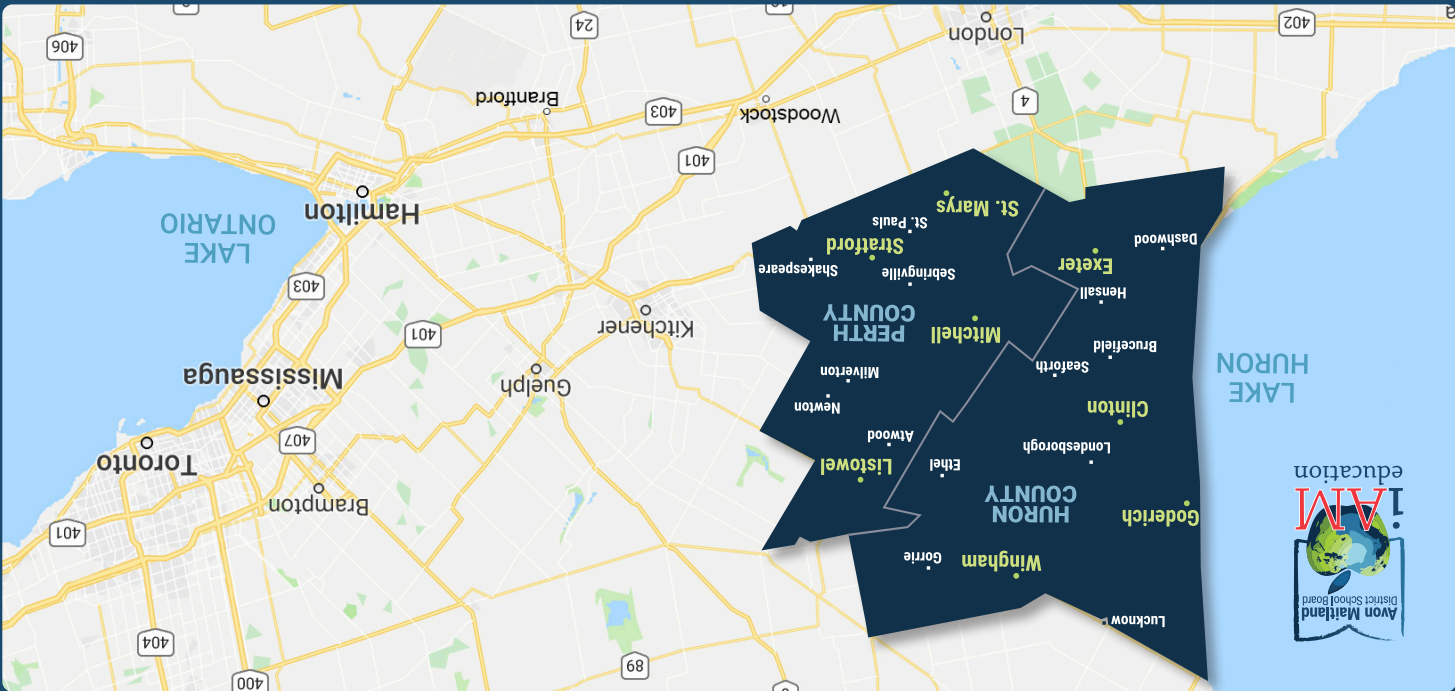 400
89
404
Lucknow
Avon Maitland
District School Board
i AM
education
Wingham
Gorrie
401
Goderich
HURON
COUNTY
Brampton
Ethel
Listowel
Toronto
Londesborough
Atwood
407
Clinton
Newton
Mississauga
LAKE
HURON
Seaforth
Milverton
Guelph
Brucefield
Mitchell
PERTH
COUNTY
Kitchener
401
Hensall
403
Exeter
Sebringville
Shakespeare
Dashwood
Stratford
LAKE
ONTARIO
St. Pauls
St. Marys
Hamilton
401
4
Woodstock
403
Brantford
406
402
London
24